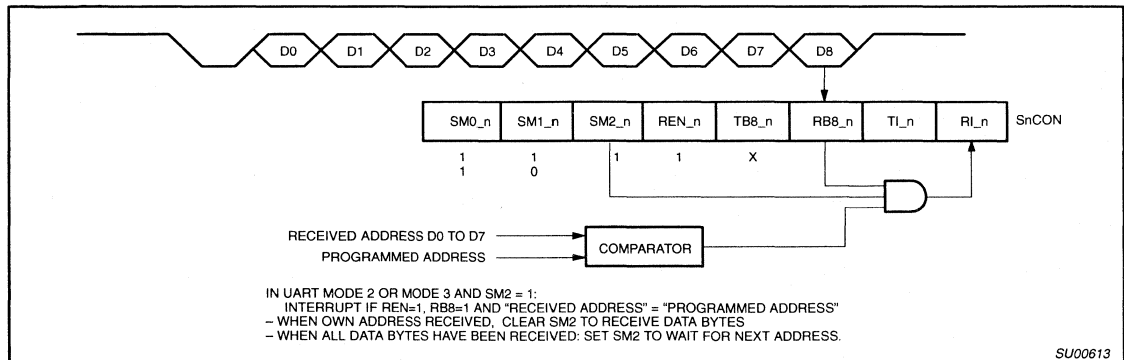 D0 D1 D2 D3 D4 D5 D6 D7 D8
SM0_n SM1_n SM2_n REN_n TB8_n RB8_n TI_n RI_n SnCON
1 1 1 1 X
1 0
RECEIVED ADDRESS D0 TO D7
PROGRAMMED ADDRESS
COMPARATOR
IN UART MODE 2 OR MODE 3 AND SM2 = 1:
INTERRUPT IF REN=1, RB8=1 AND “RECEIVED ADDRESS” = “PROGRAMMED ADDRESS”
– WHEN OWN ADDRESS RECEIVED, CLEAR SM2 TO RECEIVE DATA BYTES
– WHEN ALL DATA BYTES HAVE BEEN RECEIVED: SET SM2 TO WAIT FOR NEXT ADDRESS.
SU00613